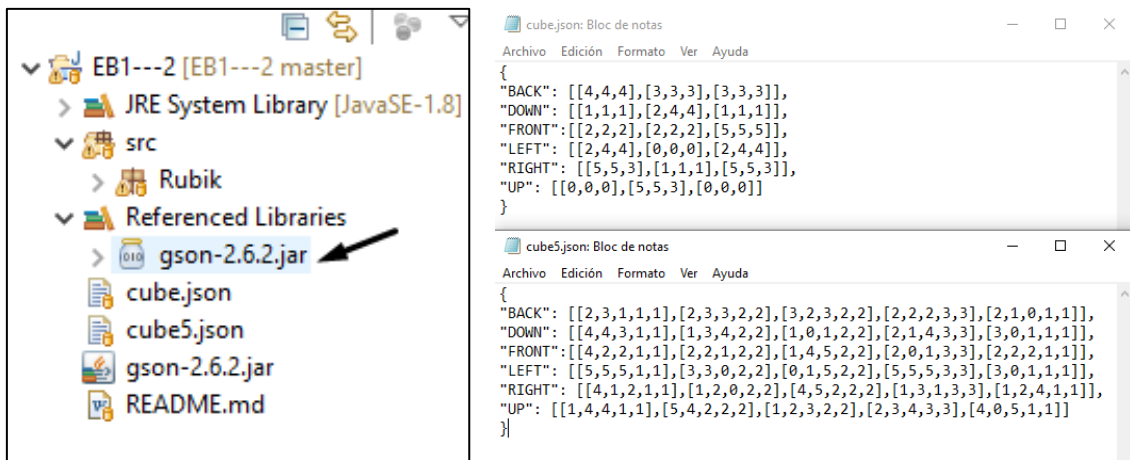 EB1---2 [EB1---2 master]
JRE System Library [JavaSE-1.8]
src
Rubik
Referenced Libraries
gson-2.6.2.jar
cube.json
cube5.json
gson-2.6.2.jar
README.md
cube.json: Bloc de notas
Archivo Edición Formato Ver Ayuda
{
"BACK": [[4,4,4],[3,3,3],[3,3,3]],
"DOWN": [[1,1,1],[2,4,4],[1,1,1]],
"FRONT":[[2,2,2],[2,2,2],[5,5,5]],
"LEFT": [[2,4,4],[0,0,0],[2,4,4]],
"RIGHT": [[5,5,3],[1,1,1],[5,5,3]],
"UP": [[0,0,0],[5,5,3],[0,0,0]]
}
cube5.json: Bloc de notas
Archivo Edición Formato Ver Ayuda
{
"BACK": [[2,3,1,1,1],[2,3,3,2,2],[3,2,3,2,2],[2,2,2,3,3],[2,1,0,1,1]],
"DOWN": [[4,4,3,1,1],[1,3,4,2,2],[1,0,1,2,2],[2,1,4,3,3],[3,0,1,1,1]],
"FRONT":[[4,2,2,1,1],[2,2,1,2,2],[1,4,5,2,2],[2,0,1,3,3],[2,2,2,1,1]],
"LEFT": [[5,5,5,1,1],[3,3,0,2,2],[0,1,5,2,2],[5,5,5,3,3],[3,0,1,1,1]],
"RIGHT": [[4,1,2,1,1],[1,2,0,2,2],[4,5,2,2,2],[1,3,1,3,3],[1,2,4,1,1]],
"UP": [[1,4,4,1,1],[5,4,2,2,2],[1,2,3,2,2],[2,3,4,3,3],[4,0,5,1,1]]
}